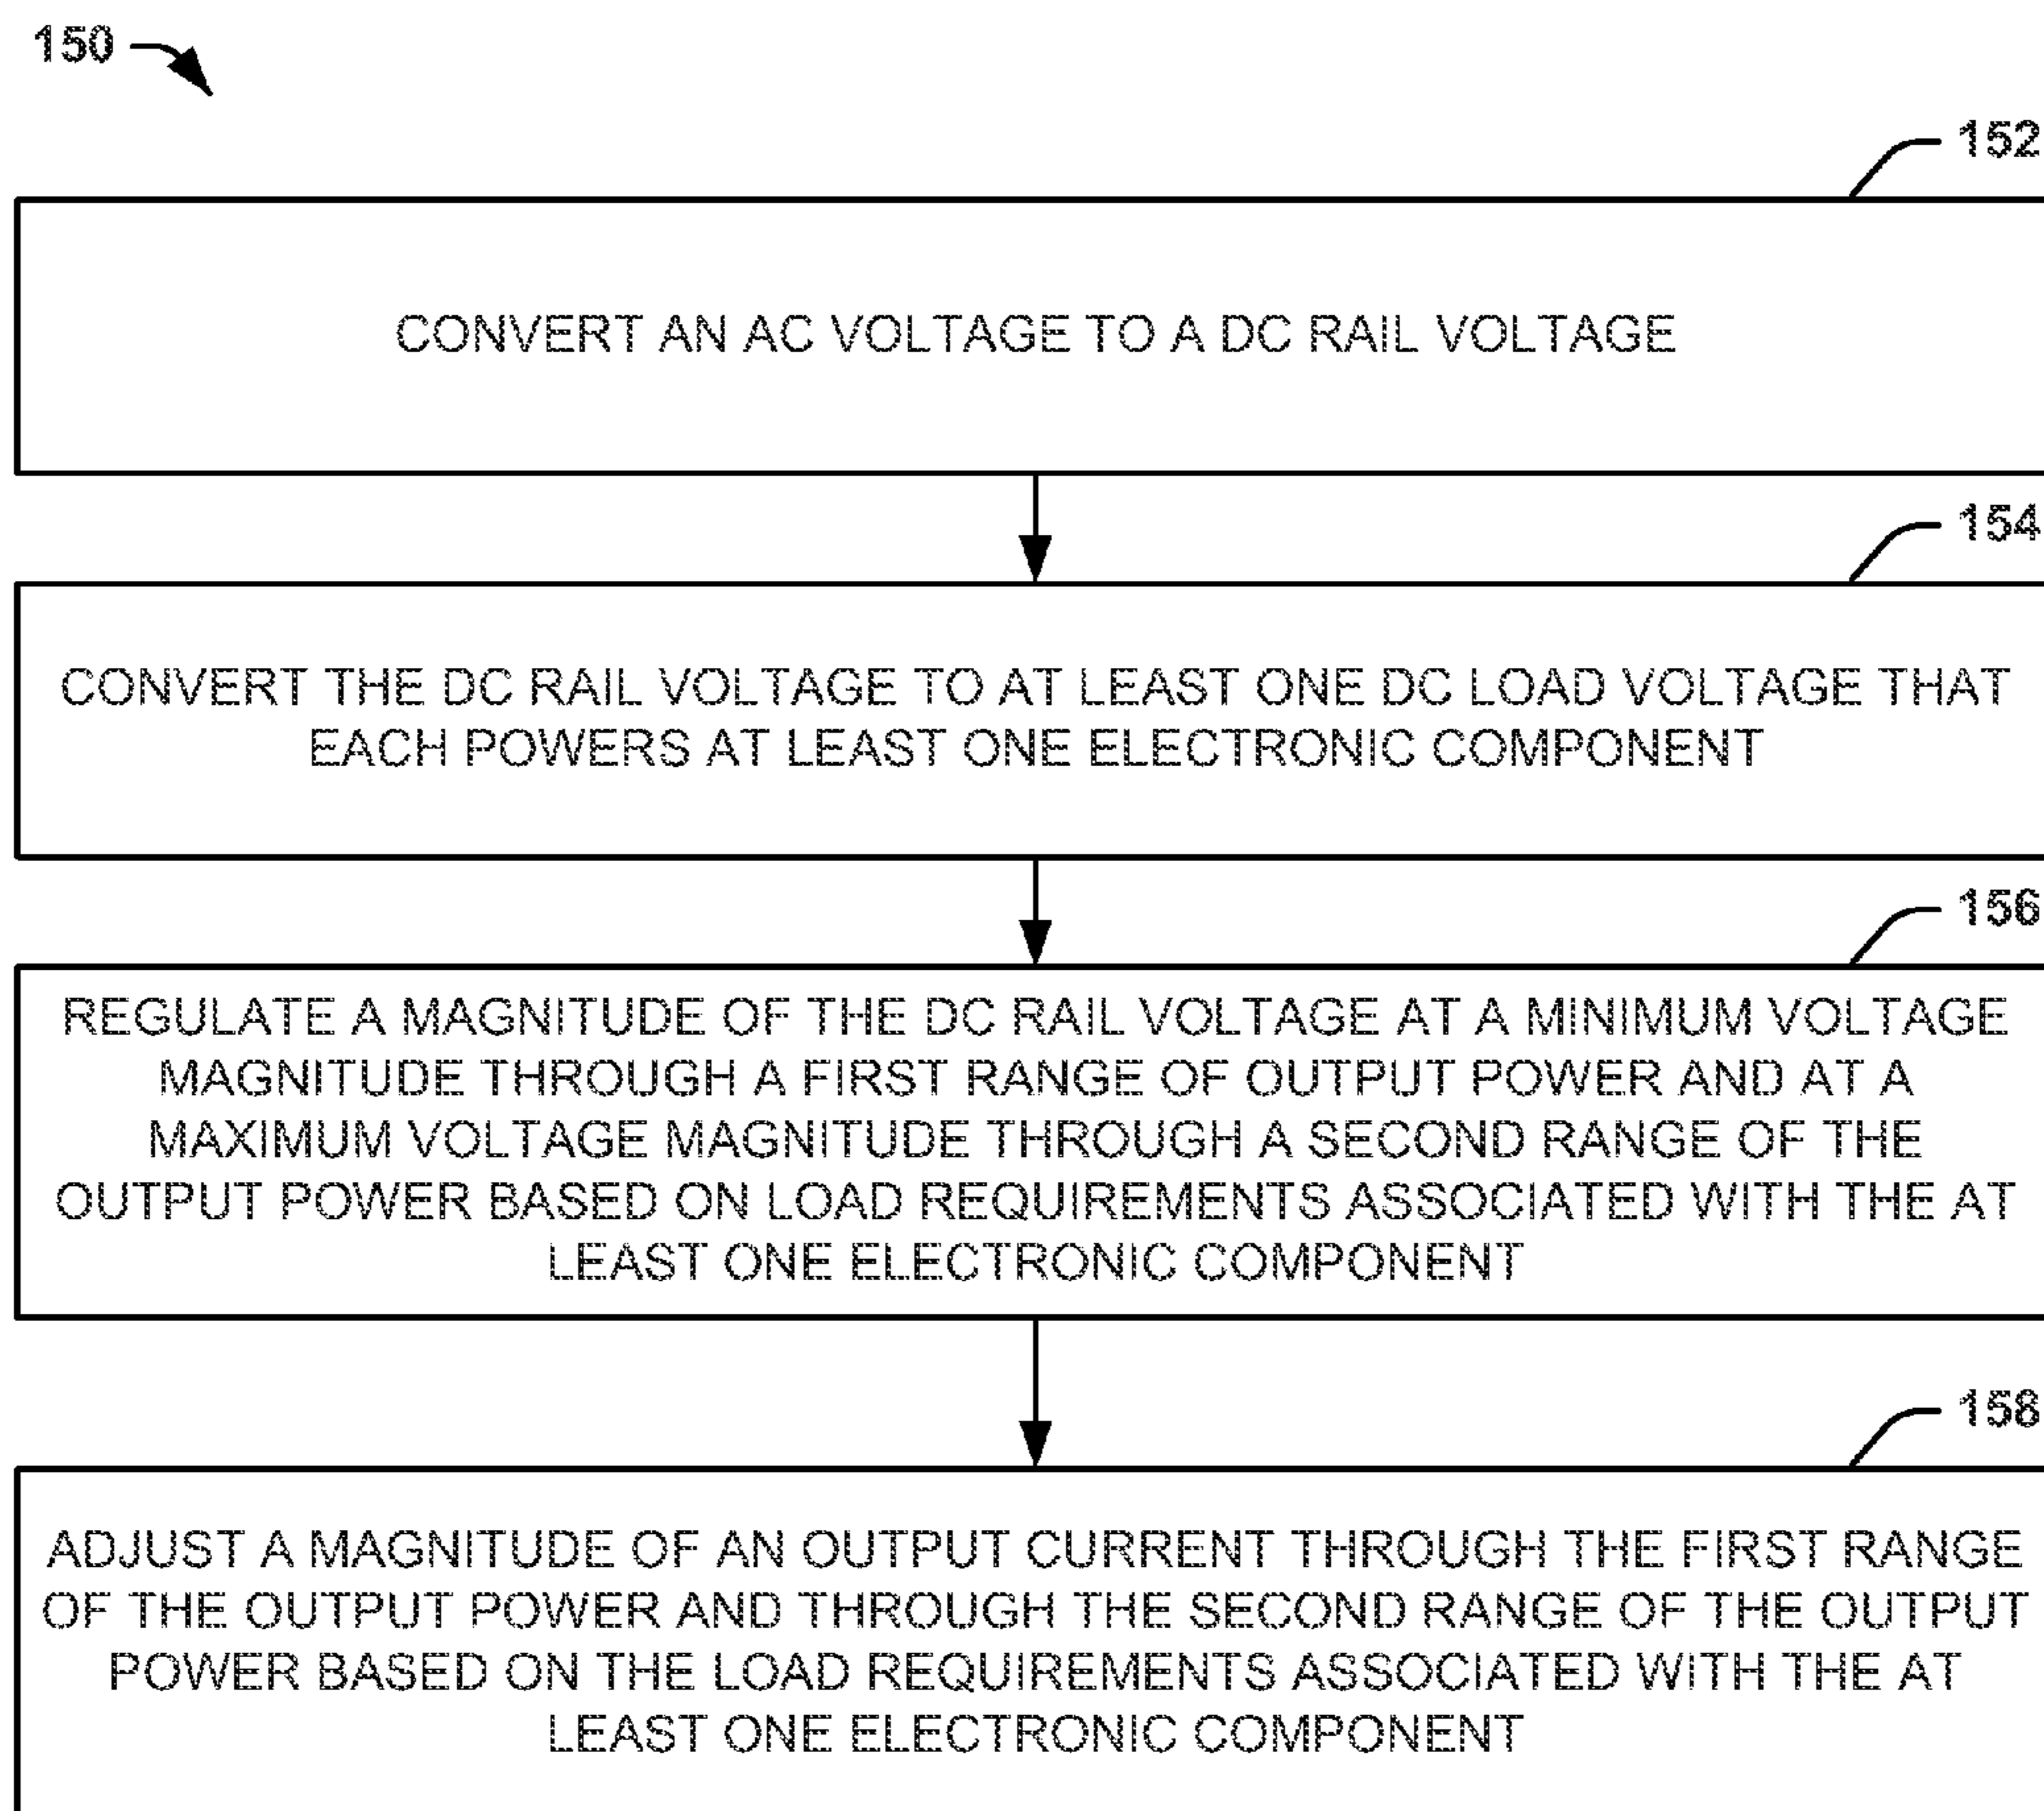 150
152
CONVERT AN AC VOLTAGE TO A DC RAIL VOLTAGE
154
CONVERT THE DC RAIL VOLTAGE TO AT LEAST ONE DC LOAD VOLTAGE THAT
EACH POWERS AT LEAST ONE ELECTRONIC COMPONENT
156
REGULATE A MAGNITUDE OF THE DC RAIL VOLTAGE AT A MINIMUM VOLTAGE
MAGNITUDE THROUGH A FIRST RANGE OF OUTPUT POWER AND AT A
MAXIMUM VOLTAGE MAGNITUDE THROUGH A SECOND RANGE OF THE
OUTPUT POWER BASED ON LOAD REQUIREMENTS ASSOCIATED WITH THE AT
LEAST ONE ELECTRONIC COMPONENT
158
ADJUST A MAGNITUDE OF AN OUTPUT CURRENT THROUGH THE FIRST RANGE
OF THE OUTPUT POWER AND THROUGH THE SECOND RANGE OF THE OUTPUT
POWER BASED ON THE LOAD REQUIREMENTS ASSOCIATED WITH THE AT
LEAST ONE ELECTRONIC COMPONENT